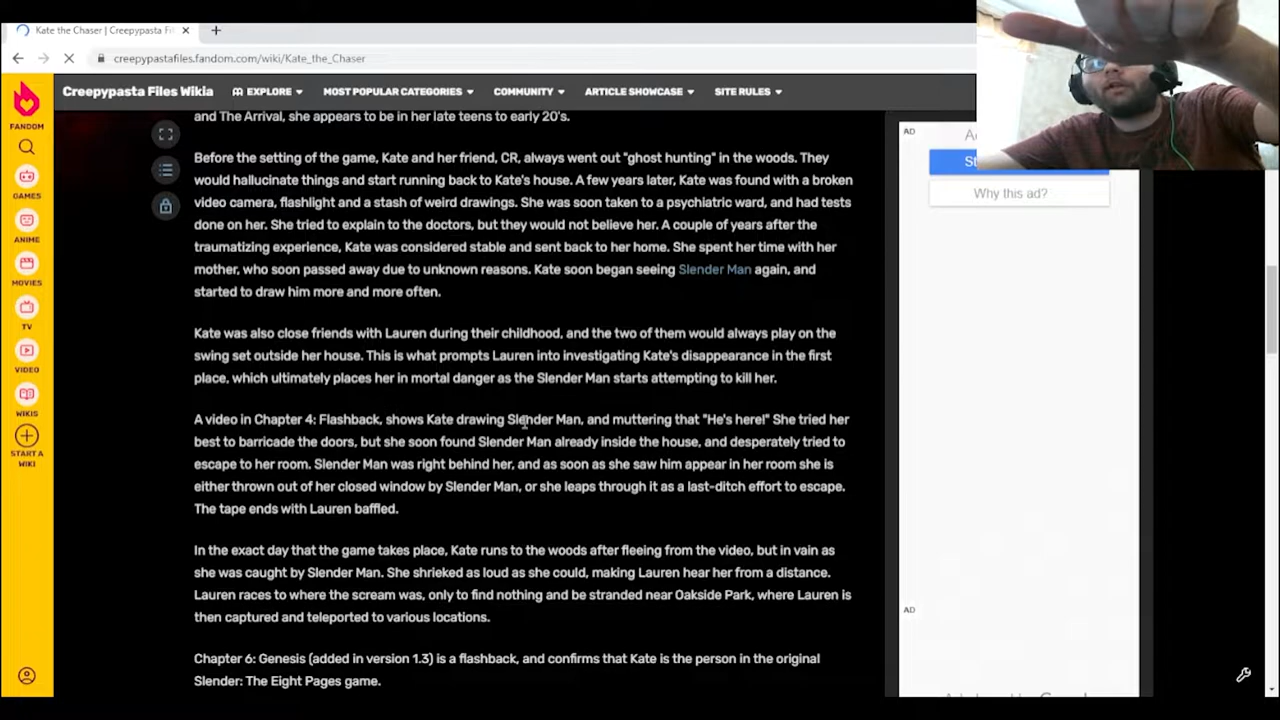 Kate the Chaser | Creepypasta Fi
creepypastafiles.fandom.com/wiki/Kate_the_Chaser
FANDOM
GAMES
ANIME
MOVIES
TV
VIDEO
WIKIS
START A
WIKI
Creepypasta Files Wikia
EXPLORE
MOST POPULAR CATEGORIES
COMMUNITY
ARTICLE SHOWCASE
SITE RULES
and The Arrival, she appears to be in her late teens to early 20's.
Before the setting of the game, Kate and her friend, CR, always went out "ghost hunting" in the woods. They
would hallucinate things and start running back to Kate's house. A few years later, Kate was found with a broken
video camera, flashlight and a stash of weird drawings. She was soon taken to a psychiatric ward, and had tests
done on her. She tried to explain to the doctors, but they would not believe her. A couple of years after the
traumatizing experience, Kate was considered stable and sent back to her home. She spent her time with her
mother, who soon passed away due to unknown reasons. Kate soon began seeing Slender Man again, and
started to draw him more and more often.
Kate was also close friends with Lauren during their childhood, and the two of them would always play on the
swing set outside her house. This is what prompts Lauren into investigating Kate's disappearance in the first
place, which ultimately places her in mortal danger as the Slender Man starts attempting to kill her.
A video in Chapter 4: Flashback, shows Kate drawing Slender Man, and muttering that "He's here!" She tried her
best to barricade the doors, but she soon found Slender Man already inside the house, and desperately tried to
escape to her room. Slender Man was right behind her, and as soon as she saw him appear in her room she is
either thrown out of her closed window by Slender Man, or she leaps through it as a last-ditch effort to escape.
The tape ends with Lauren baffled.
In the exact day that the game takes place, Kate runs to the woods after fleeing from the video, but in vain as
she was caught by Slender Man. She shrieked as loud as she could, making Lauren hear her from a distance.
Lauren races to where the scream was, only to find nothing and be stranded near Oakside Park, where Lauren is
then captured and teleported to various locations.
Chapter 6: Genesis (added in version 1.3) is a flashback, and confirms that Kate is the person in the original
Slender: The Eight Pages game.
AD
Why this ad?
AD